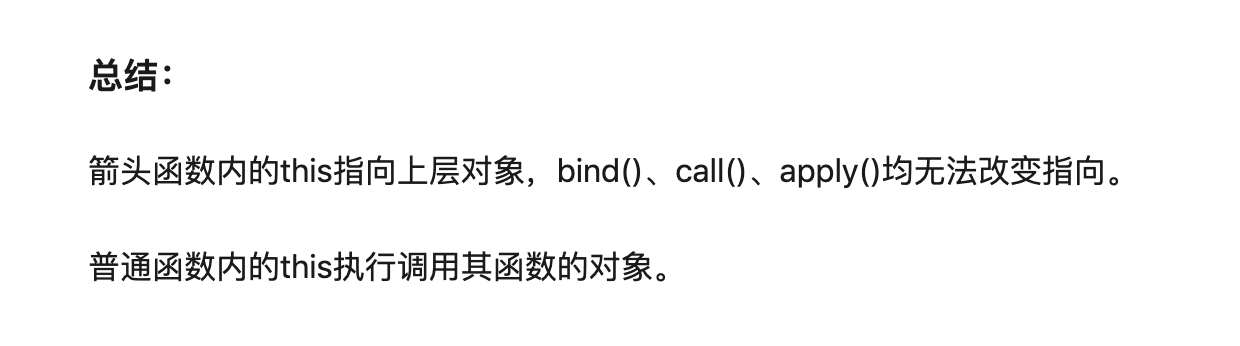 总结：
箭头函数内的this指向上层对象，bind()、call()、apply()均无法改变指向。
普通函数内的this执行调用其函数的对象。